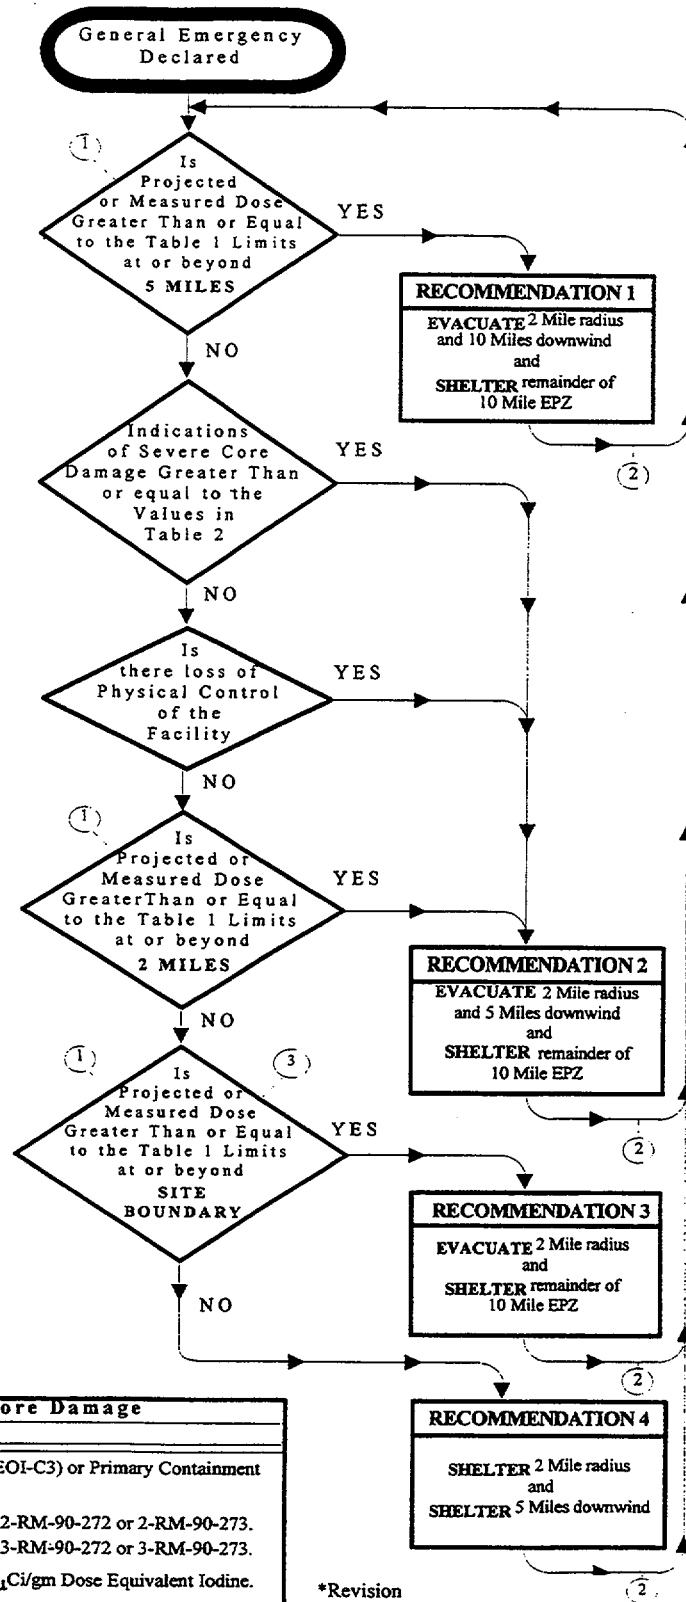 General Emergency
Declared
1
Is
Projected
or Measured Dose
Greater Than or Equal
to the Table 1 Limits
at or beyond
5 MILES
YES
RECOMMENDATION 1
EVACUATE 2 Mile radius
and 10 Miles downwind
and
SHELTER remainder of
10 Mile EPZ
2
NO
Indications
of Severe Core
Damage Greater Than
or equal to the
Values in
Table 2
YES
NO
Is
there loss of
Physical Control
of the
Facility
YES
NO
1
Is
Projected or
Measured Dose
GreaterThan or Equal
to the Table 1 Limits
at or beyond
2 MILES
YES
RECOMMENDATION 2
EVACUATE 2 Mile radius
and 5 Miles downwind
and
SHELTER remainder of
10 Mile EPZ
2
NO
1
3
Is
Projected or
Measured Dose
Greater Than or Equal
to the Table 1 Limits
at or beyond
SITE
BOUNDARY
YES
RECOMMENDATION 3
EVACUATE 2 Mile radius
and
SHELTER remainder of
10 Mile EPZ
2
NO
RECOMMENDATION 4
SHELTER 2 Mile radius
and
SHELTER 5 Miles downwind
2
ore Damage
EOI-C3) or Primary Containment
2-RM-90-272 or 2-RM-90-273.
3-RM-90-272 or 3-RM-90-273.
Ci/gm Dose Equivalent Iodine.
*Revision